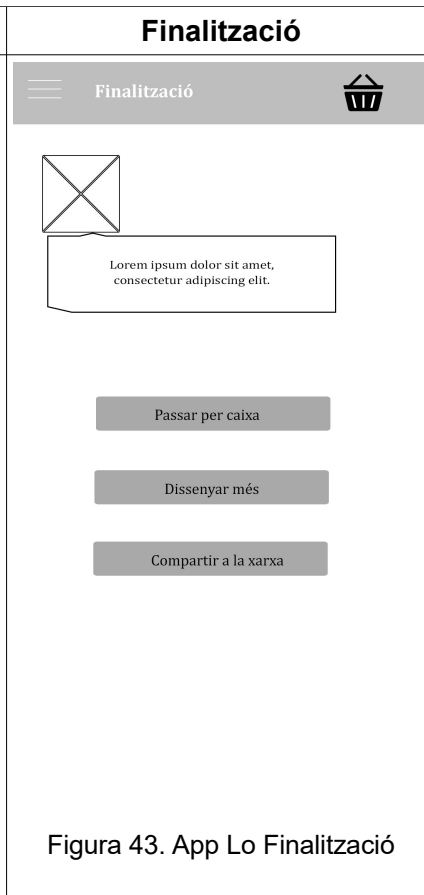 Finalització
Finalització
Lorem ipsum dolor sit amet,
consectetur adipiscing elit.
Passar per caixa
Dissenyar més
Compartir a la xarxa
Figura 43. App Lo Finalització